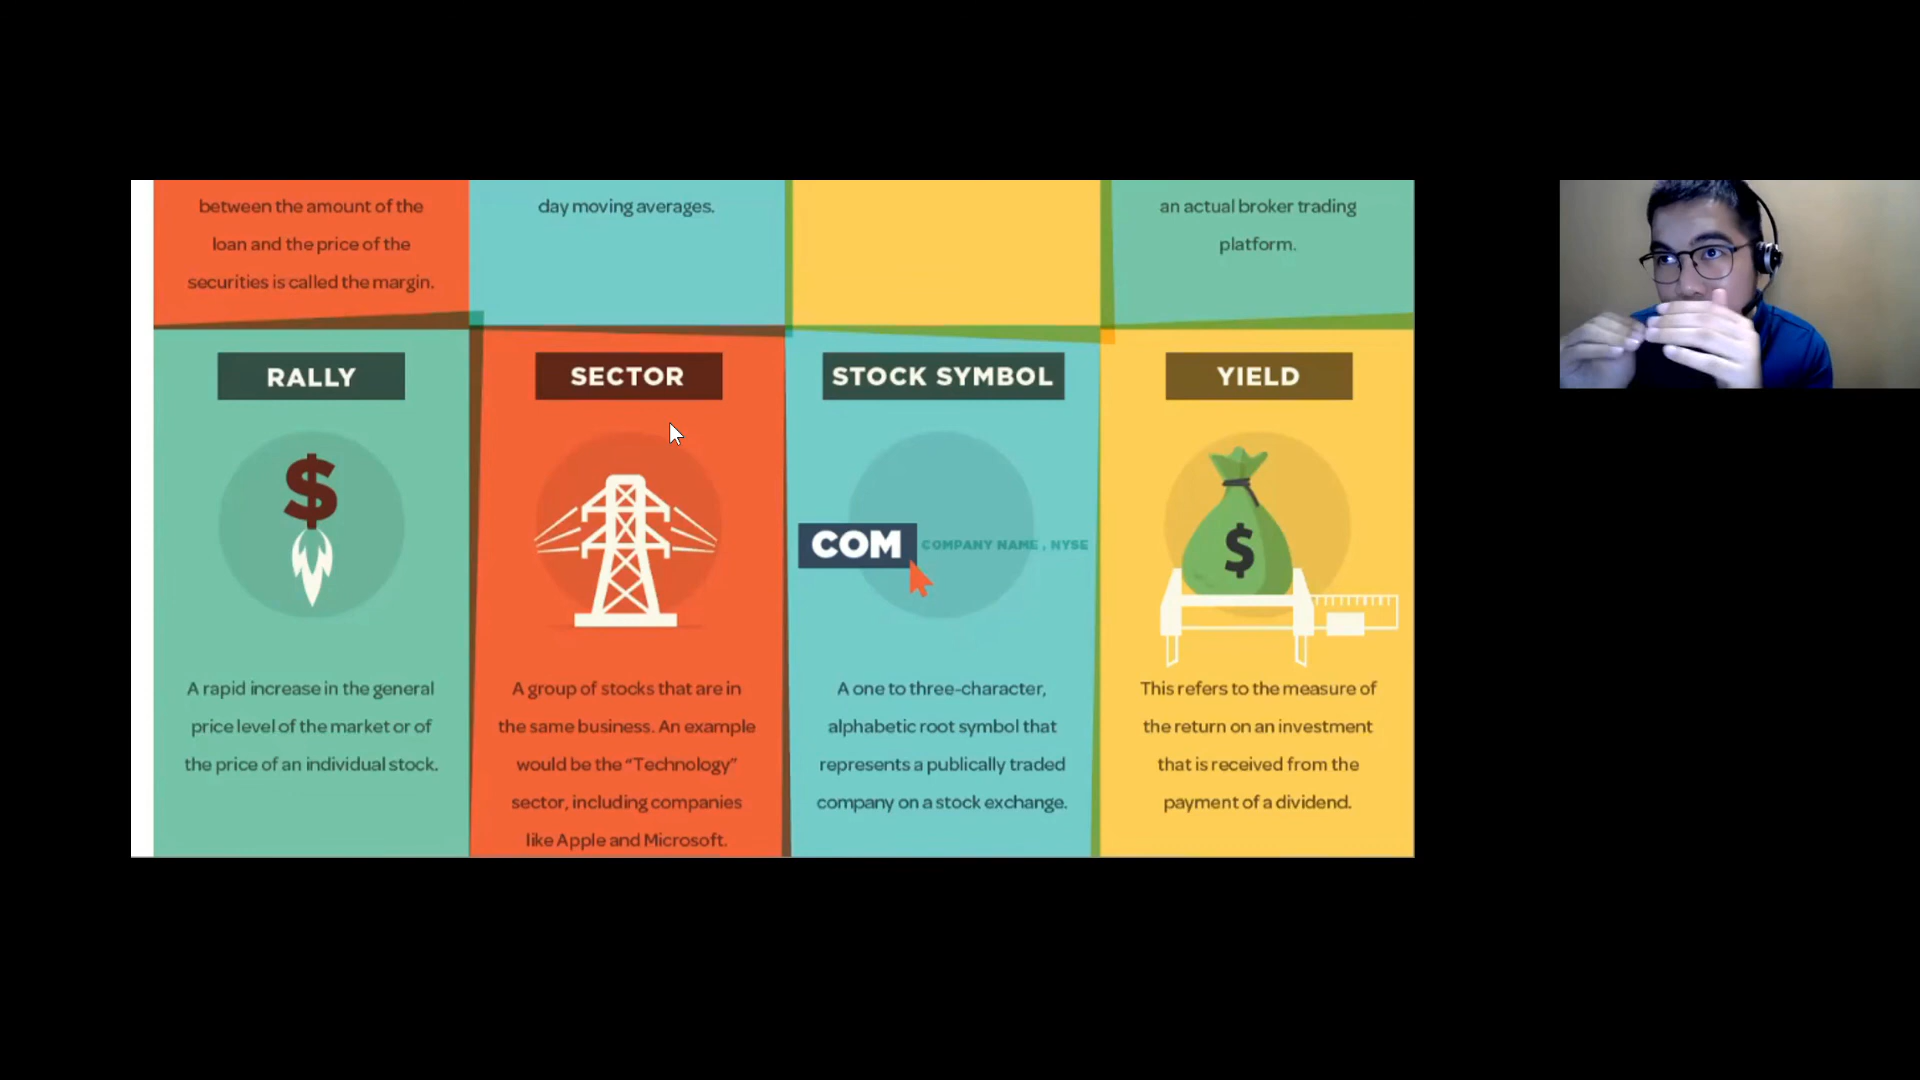 between the amount of the
loan and the price of the
securities is called the margin.
day moving averages.
an actual broker trading
platform.
RALLY
$
A rapid increase in the general
price level of the market or of
the price of an individual stock.
SECTOR
A group of stocks that are in
the same business. An example
would be the “Technology”
sector, including companies
like Apple and Microsoft.
STOCK SYMBOL
COM COMPANY NAME , NYSE
A one to three-character,
alphabetic root symbol that
represents a publically traded
company on a stock exchange.
YIELD
$
This refers to the measure of
the return on an investment
that is received from the
payment of a dividend.